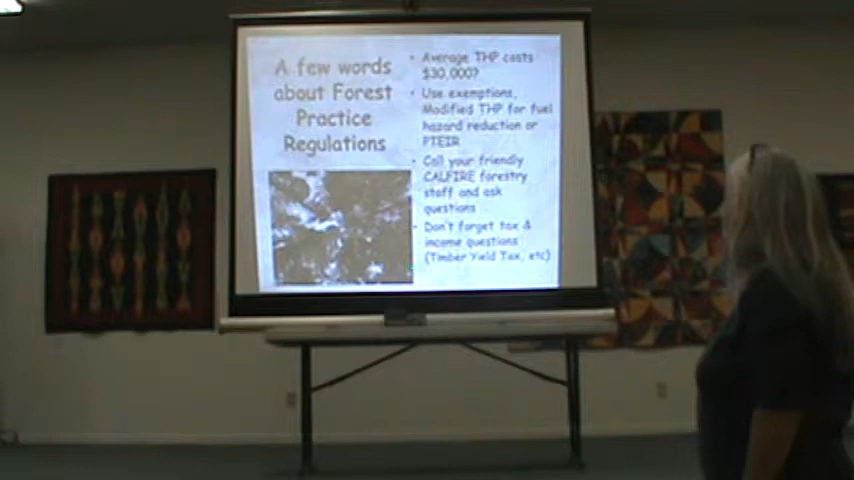 A few words
about Forest
Practice
Regulations
• Average THP costs
$30,000?
• Use exemptions,
Modified THP for fuel
hazard reduction or
PTEIR
• Call your friendly
CALFIRE forestry
staff and ask
questions
• Don't forget tax &
income questions
(Timber Yield Tax, etc)